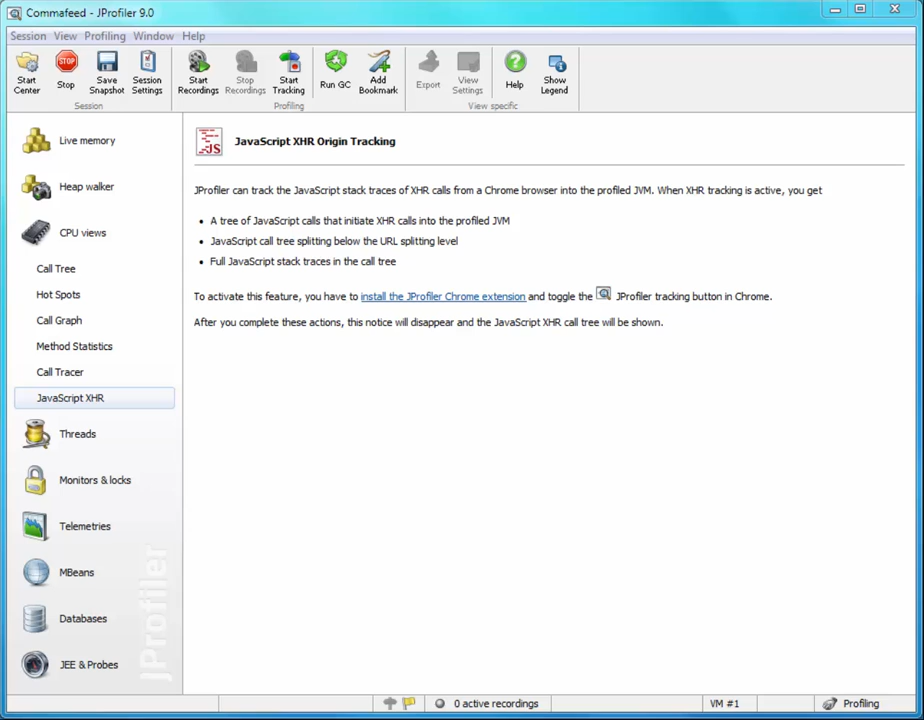 Commafeed - JProfiler 9.0
Session View Profiling Window Help
Start Center
Stop
Save Snapshot
Session Settings
Start Recordings
Stop Recordings
Start Tracking
Run GC
Add Bookmark
Export
View Settings
Help
Show Legend
Session
Profiling
View specific
Live memory
Heap walker
CPU views
Call Tree
Hot Spots
Call Graph
Method Statistics
Call Tracer
JavaScript XHR
Threads
Monitors & locks
Telemetries
MBeans
Databases
JEE & Probes
JProfiler
JS
JavaScript XHR Origin Tracking
JProfiler can track the JavaScript stack traces of XHR calls from a Chrome browser into the profiled JVM. When XHR tracking is active, you get
• A tree of JavaScript calls that initiate XHR calls into the profiled JVM
• JavaScript call tree splitting below the URL splitting level
• Full JavaScript stack traces in the call tree
To activate this feature, you have to install the JProfiler Chrome extension and toggle the JProfiler tracking button in Chrome.
After you complete these actions, this notice will disappear and the JavaScript XHR call tree will be shown.
0 active recordings
VM #1
Profiling